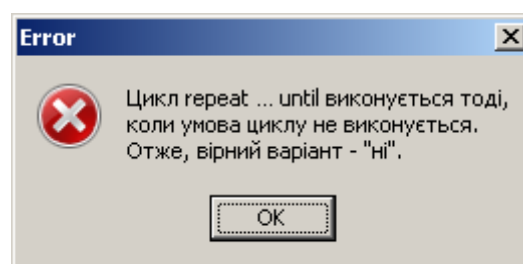 Error
Цикл repeat ... until виконується тоді,
коли умова циклу не виконується.
Отже, вірний варіант - "ні".
OK